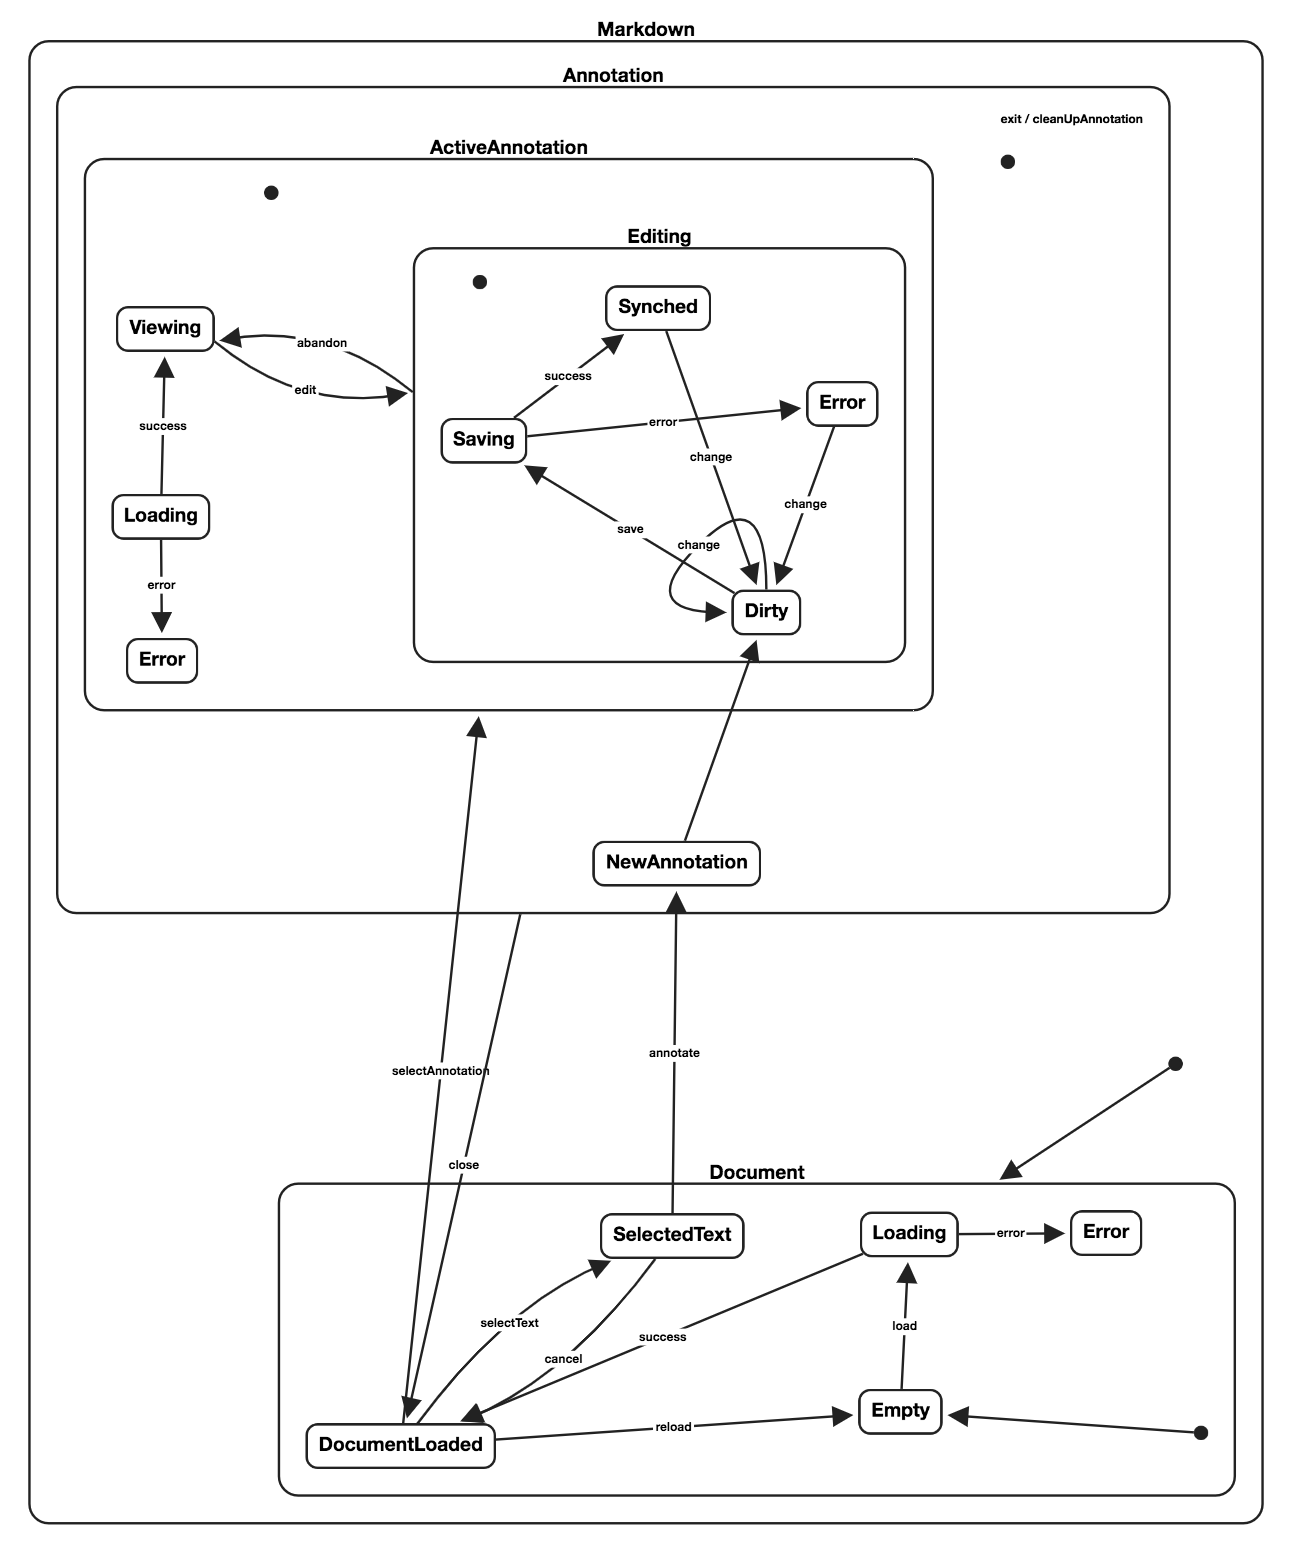 Markdown
Annotation
exit / cleanUpAnnotation
ActiveAnnotation
Editing
Synched
Viewing
abandon
success
edit
Error
error
success
Saving
change
change
Loading
save
change
error
Dirty
Error
NewAnnotation
annotate
selectAnnotation
close
Document
SelectedText
Loading
error
Error
selectText
load
success
cancel
Empty
reload
DocumentLoaded